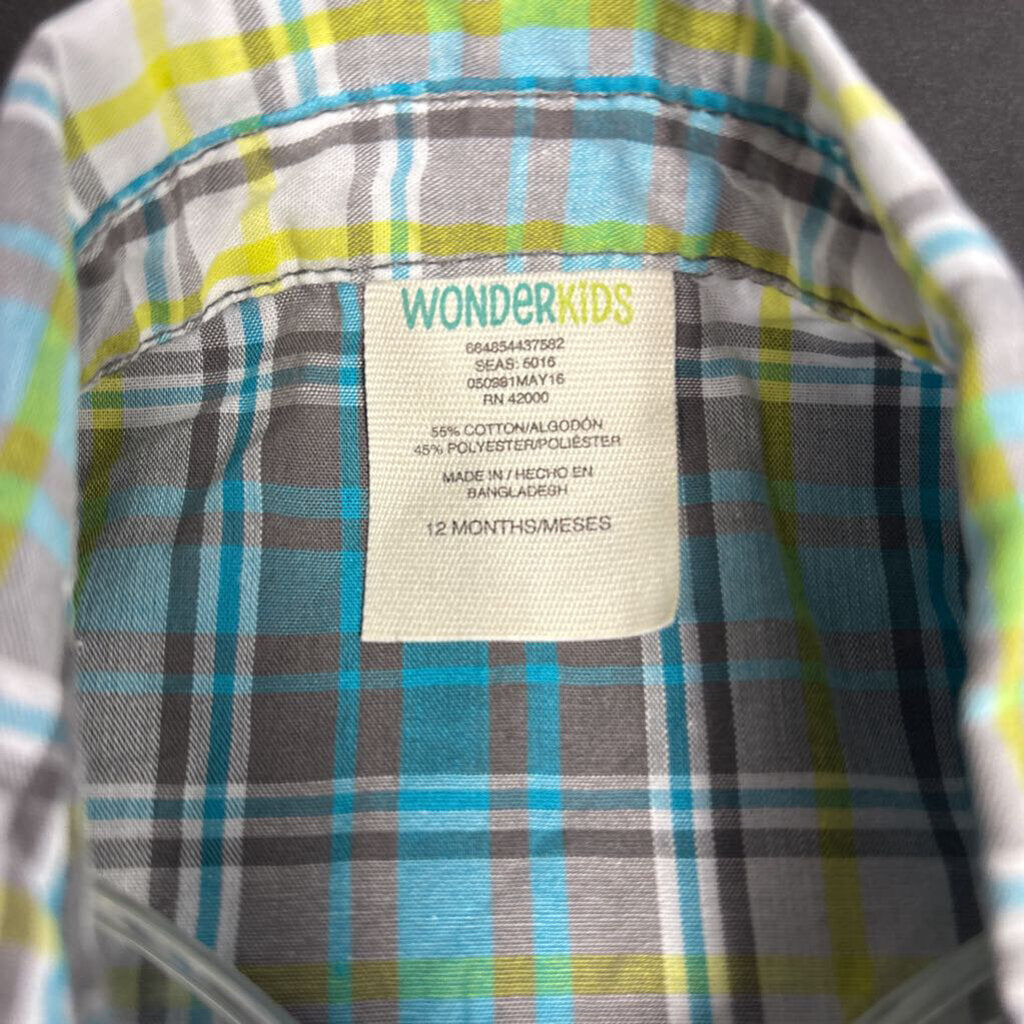 WONDERKIDS
664854437582
SEAS: 5016
050981MAY16
RN 42000
55% COTTON/ALGODÓN
45% POLYESTER/POLIÉSTER
MADE IN / HECHO EN
BANGLADESH
12 MONTHS/MESES